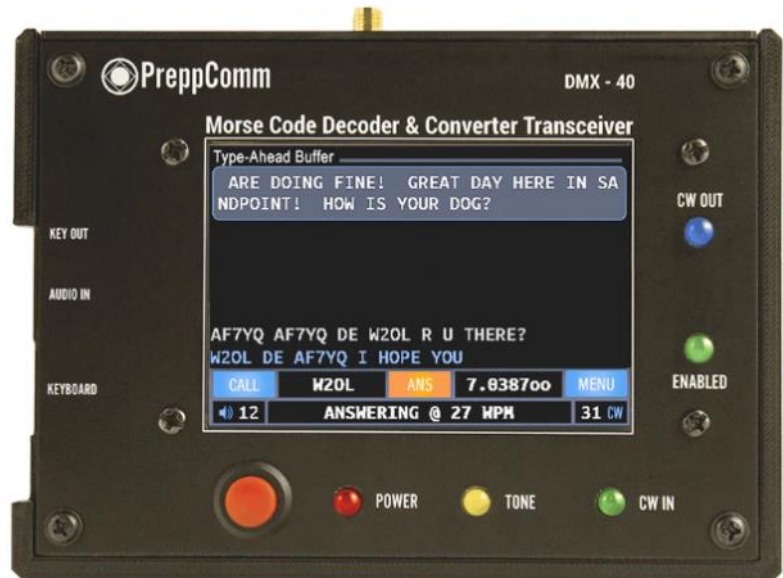 PreppComm
DMX - 40
Morse Code Decoder & Converter Transceiver
Type-Ahead Buffer
ARE DOING FINE! GREAT DAY HERE IN SA
NDPOINT! HOW IS YOUR DOG?
CW OUT
KEY OUT
AUDIO IN
AF7YQ AF7YQ DE W2OL R U THERE?
W2OL DE AF7YQ I HOPE YOU
CALL W2OL ANS 7.0387oo MENU
ENABLED
KEYBOARD
12 ANSWERING @ 27 WPM 31 CW
POWER
TONE
CW IN